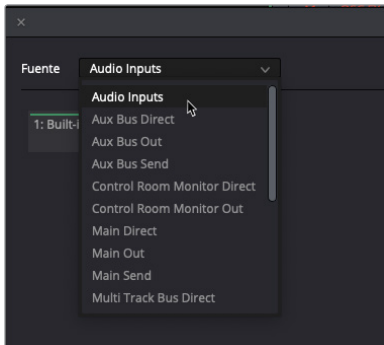 Fuente Audio Inputs
Audio Inputs
1: Built-i
Aux Bus Direct
Aux Bus Out
Aux Bus Send
Control Room Monitor Direct
Control Room Monitor Out
Main Direct
Main Out
Main Send
Multi Track Bus Direct